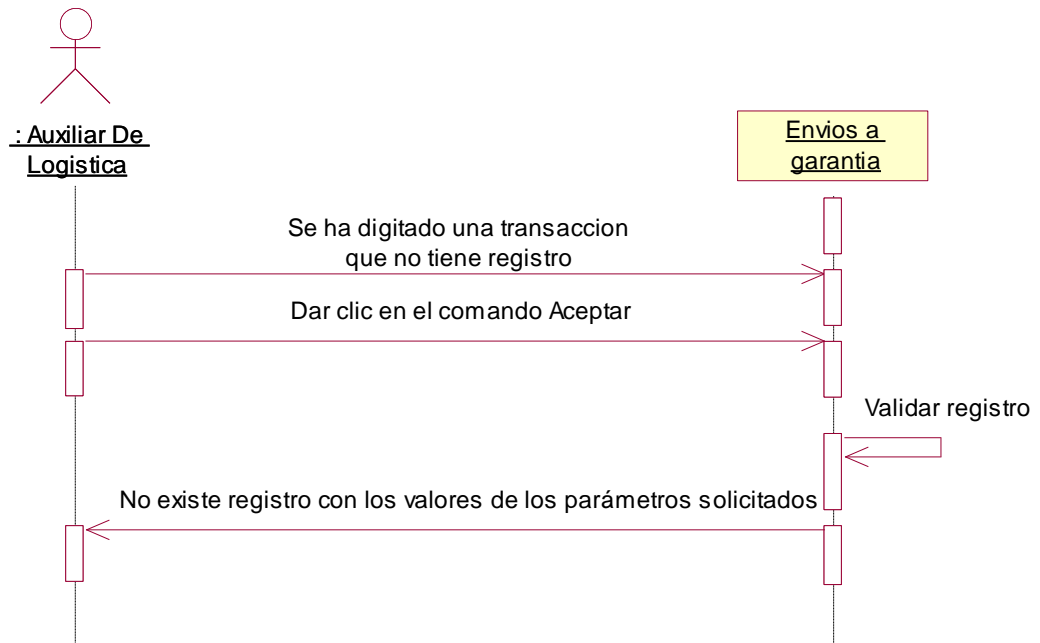 : Auxiliar De
Logistica
Envios a
garantia
Se ha digitado una transaccion
que no tiene registro
Dar clic en el comando Aceptar
Validar registro
No existe registro con los valores de los parámetros solicitados